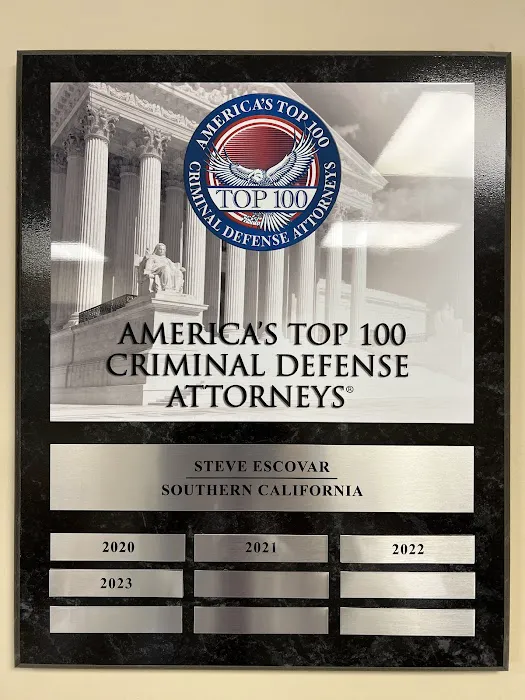 AMERICA'S TOP 100
TOP 100
CRIMINAL DEFENSE ATTORNEYS
AMERICA'S TOP 100
CRIMINAL DEFENSE
ATTORNEYS®
STEVE ESCOVAR
SOUTHERN CALIFORNIA
2020 2021 2022
2023